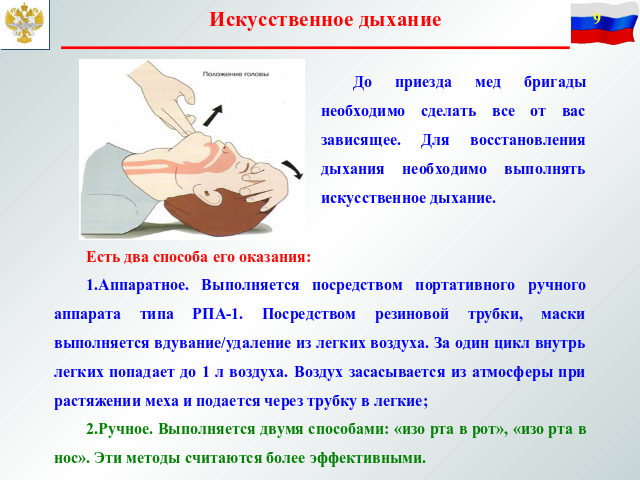 Искусственное дыхание
9
Положение головы
До приезда мед бригады
необходимо сделать все от вас
зависящее. Для восстановления
дыхания необходимо выполнять
искусственное дыхание.
Есть два способа его оказания:
1.Аппаратное. Выполняется посредством портативного ручного
аппарата типа РПА-1. Посредством резиновой трубки, маски
выполняется вдувание/удаление из легких воздуха. За один цикл внутрь
легких попадает до 1 л воздуха. Воздух засасывается из атмосферы при
растяжении меха и подается через трубку в легкие;
2.Ручное. Выполняется двумя способами: «изо рта в рот», «изо рта в
нос». Эти методы считаются более эффективными.